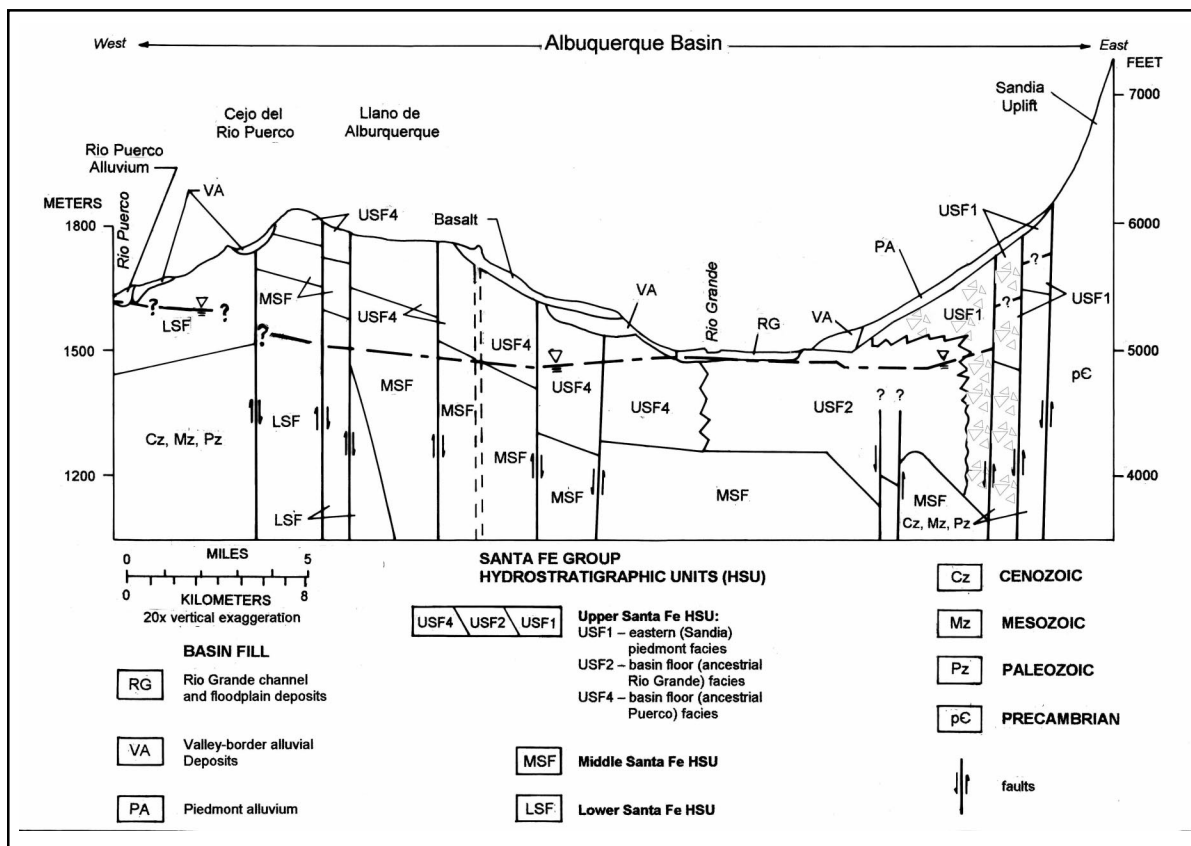 West
Albuquerque Basin
East
FEET
7000
6000
5000
4000
Sandia
Uplift
Cejo del
Rio Puerco
Llano de
Alburquerque
Rio Puerco
Alluvium
VA
METERS
1800
1500
1200
Rio Puerco
USF4
Basalt
USF1
PA
VA
Rio Grande
RG
VA
USF1
?
?
USF1
?
?
LSF
?
MSF
USF4
USF4
USF4
USF4
USF2
? ?
pЄ
MSF
MSF
LSF
Cz, Mz, Pz
MSF
MSF
MSF
MSF
Cz, Mz, Pz
LSF
0 MILES 5
0 8
KILOMETERS
20x vertical exaggeration
BASIN FILL
RG
Rio Grande channel
and floodplain deposits
VA
Valley-border alluvial
Deposits
PA
Piedmont alluvium
SANTA FE GROUP
HYDROSTRATIGRAPHIC UNITS (HSU)
USF4 USF2 USF1
Upper Santa Fe HSU:
USF1 – eastern (Sandia)
piedmont facies
USF2 – basin floor (ancestral
Rio Grande) facies
USF4 – basin floor (ancestral
Puerco) facies
MSF
Middle Santa Fe HSU
LSF
Lower Santa Fe HSU
Cz
CENOZOIC
Mz
MESOZOIC
Pz
PALEOZOIC
pЄ
PRECAMBRIAN
faults